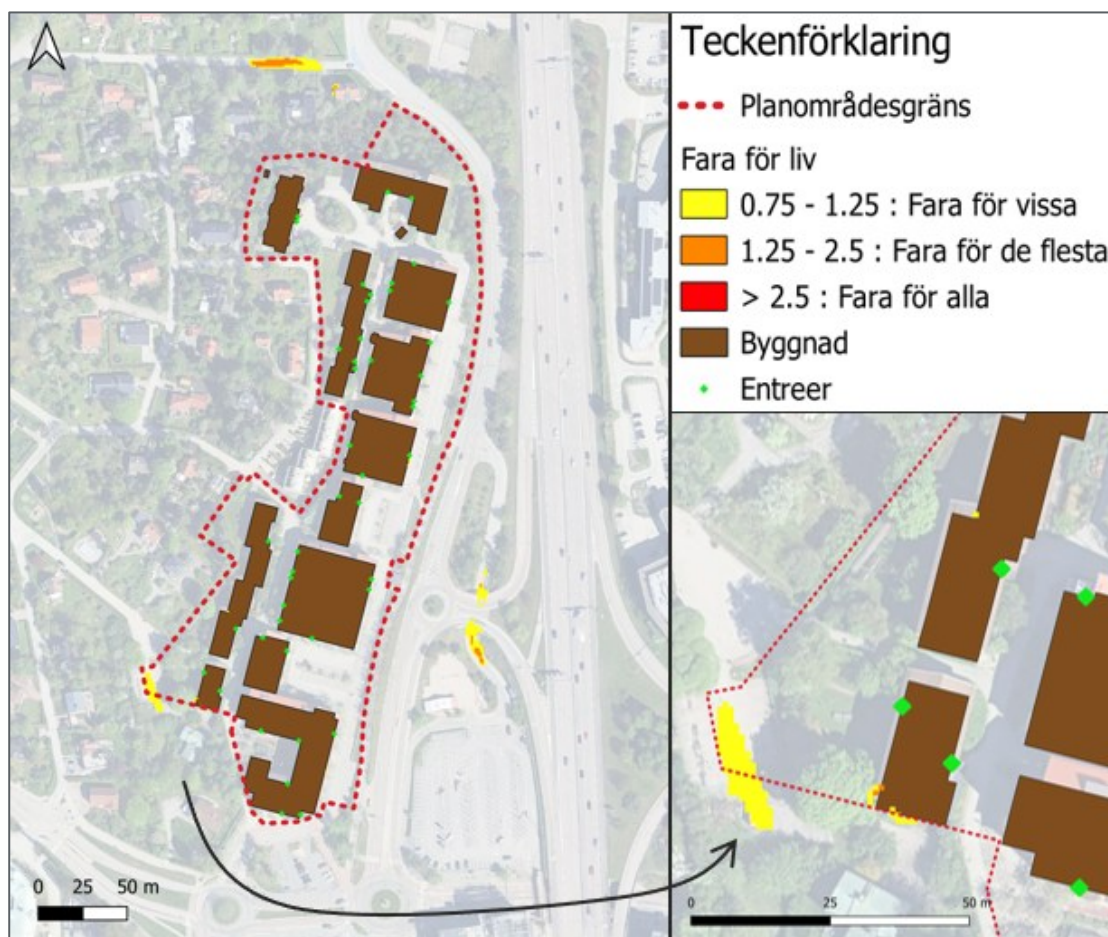 Teckenförklaring
Planområdesgräns
Fara för liv
0.75 - 1.25 : Fara för vissa
1.25 - 2.5 : Fara för de flesta
> 2.5 : Fara för alla
Byggnad
Entreer
0 25 50 m
0 25 50 m